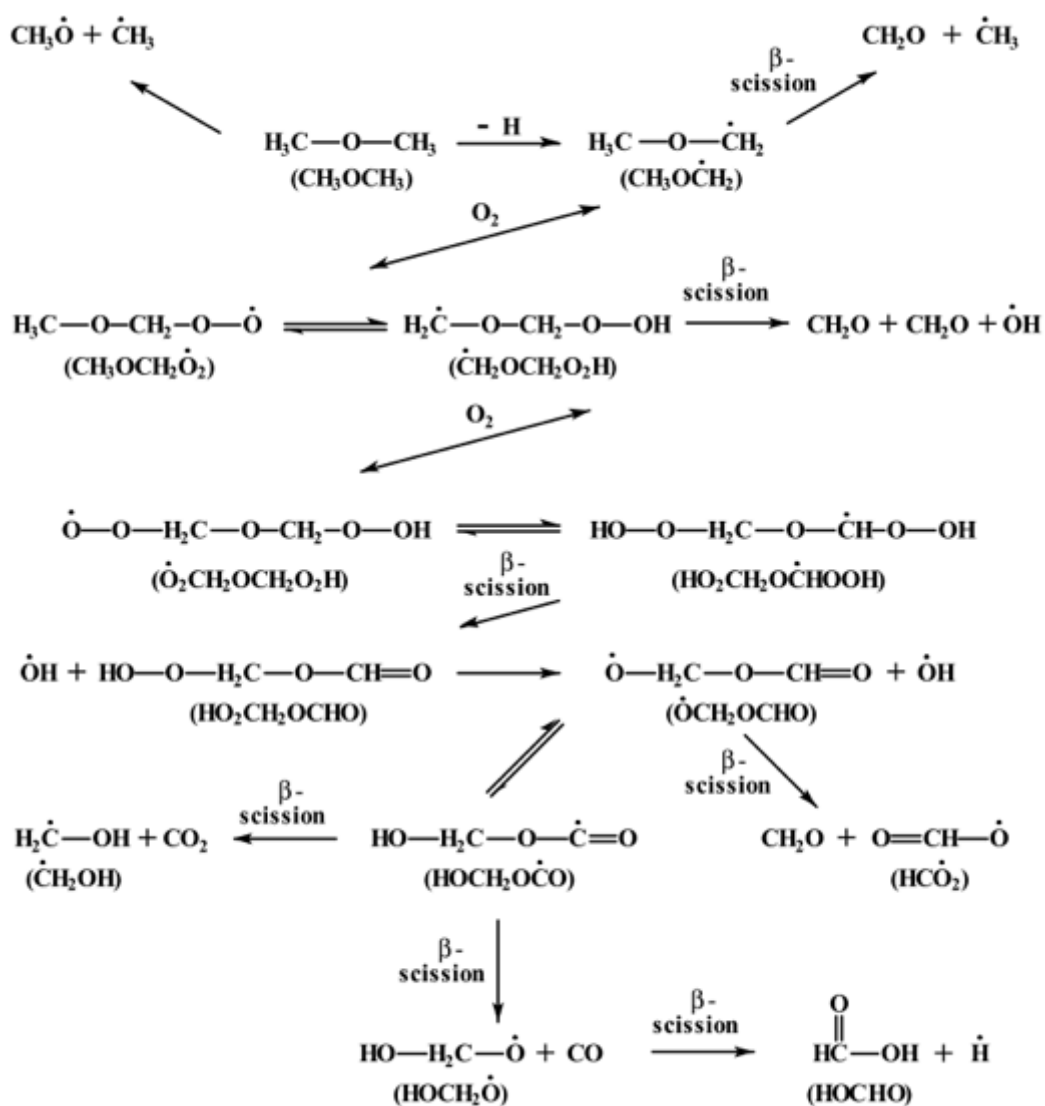 CH₃Ȯ + ĊH₃
CH₂O + ĊH₃
β-
scission
H₃C—O—CH₃
- H
H₃C—O—ĊH₂
(CH₃OCH₃)
(CH₃OĊH₂)
O₂
β-
scission
H₃C—O—CH₂—O—Ȯ
H₂Ċ—O—CH₂—O—OH
CH₂O + CH₂O + ȮH
(CH₃OCH₂Ȯ₂)
(ĊH₂OCH₂O₂H)
O₂
Ȯ—O—H₂C—O—CH₂—O—OH
HO—O—H₂C—O—ĊH—O—OH
(Ȯ₂CH₂OCH₂O₂H)
β-
scission
(HO₂CH₂OĊHOOH)
ȮH + HO—O—H₂C—O—CH=O
Ȯ—H₂C—O—CH=O + ȮH
(HO₂CH₂OCHO)
(ȮCH₂OCHO)
β-
scission
β-
scission
H₂Ċ—OH + CO₂
HO—H₂C—O—Ċ=O
CH₂O + O=CH—Ȯ
(ĊH₂OH)
(HOCH₂OĊO)
(HCȮ₂)
β-
scission
β-
scission
O
HO—H₂C—Ȯ + CO
HC—OH + Ḣ
(HOCH₂Ȯ)
(HOCHO)